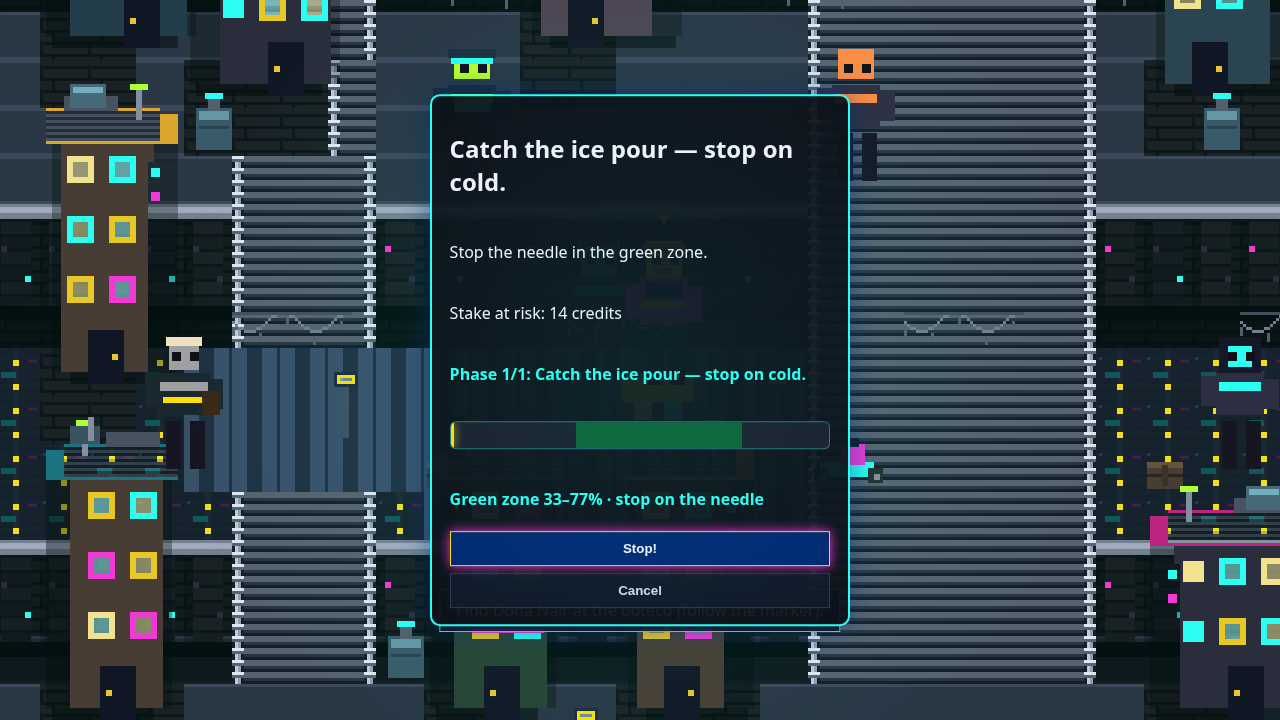 Catch the ice pour — stop on
cold.
Stop the needle in the green zone.
Stake at risk: 14 credits
Phase 1/1: Catch the ice pour — stop on cold.
Green zone 33–77% · stop on the needle
Stop!
Cancel